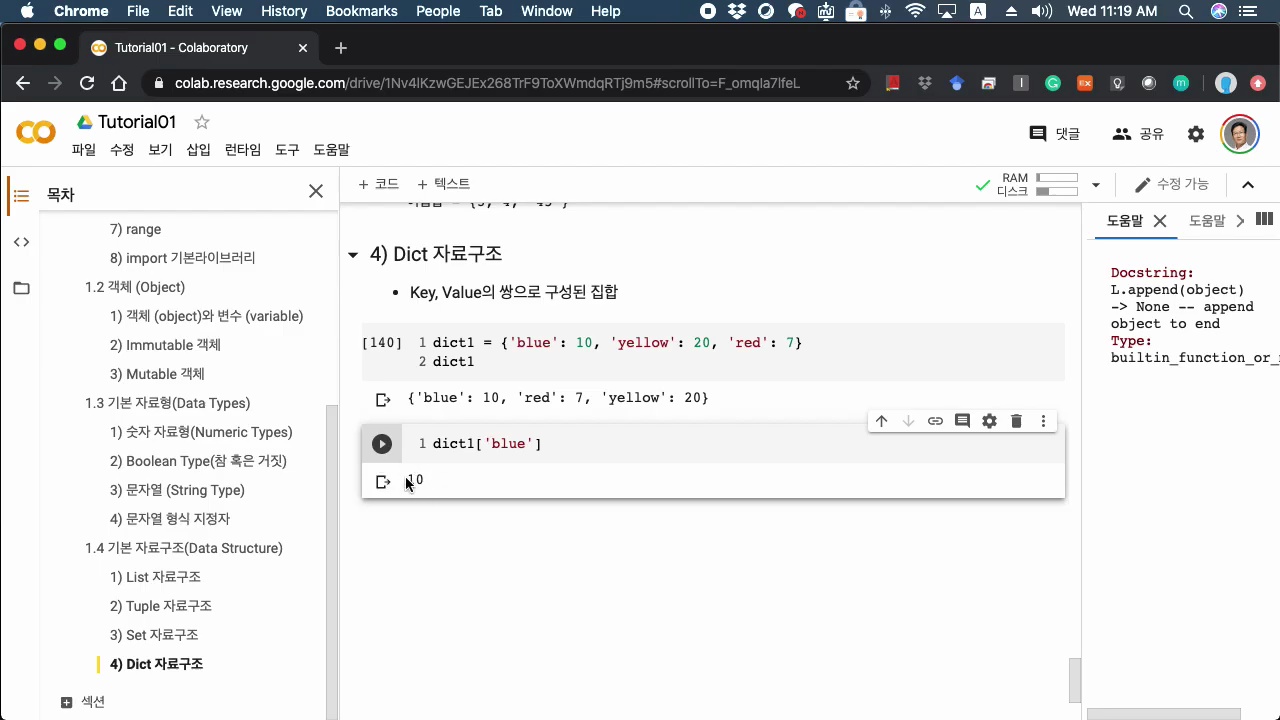 Chrome File Edit View History Bookmarks People Tab Window Help Wed 11:19 AM
Tutorial01 - Colaboratory
colab.research.google.com/drive/1Nv4lKzwGEJEx268TrF9ToXWmdqRTj9m5#scrollTo=F_omqIa7lfeL
Tutorial01
파일 수정 보기 삽입 런타임 도구 도움말
댓글 공유
목차
+ 코드 + 텍스트
RAM
디스크
수정 가능
7) range
8) import 기본라이브러리
1.2 객체 (Object)
1) 객체 (object)와 변수 (variable)
2) Immutable 객체
3) Mutable 객체
1.3 기본 자료형(Data Types)
1) 숫자 자료형(Numeric Types)
2) Boolean Type(참 혹은 거짓)
3) 문자열 (String Type)
4) 문자열 형식 지정자
1.4 기본 자료구조(Data Structure)
1) List 자료구조
2) Tuple 자료구조
3) Set 자료구조
4) Dict 자료구조
섹션
4) Dict 자료구조
• Key, Value의 쌍으로 구성된 집합
[140] 1 dict1 = {'blue': 10, 'yellow': 20, 'red': 7}
2 dict1
{'blue': 10, 'red': 7, 'yellow': 20}
1 dict1['blue']
10
도움말 도움말
Docstring:
L.append(object)
-> None -- append
object to end
Type: